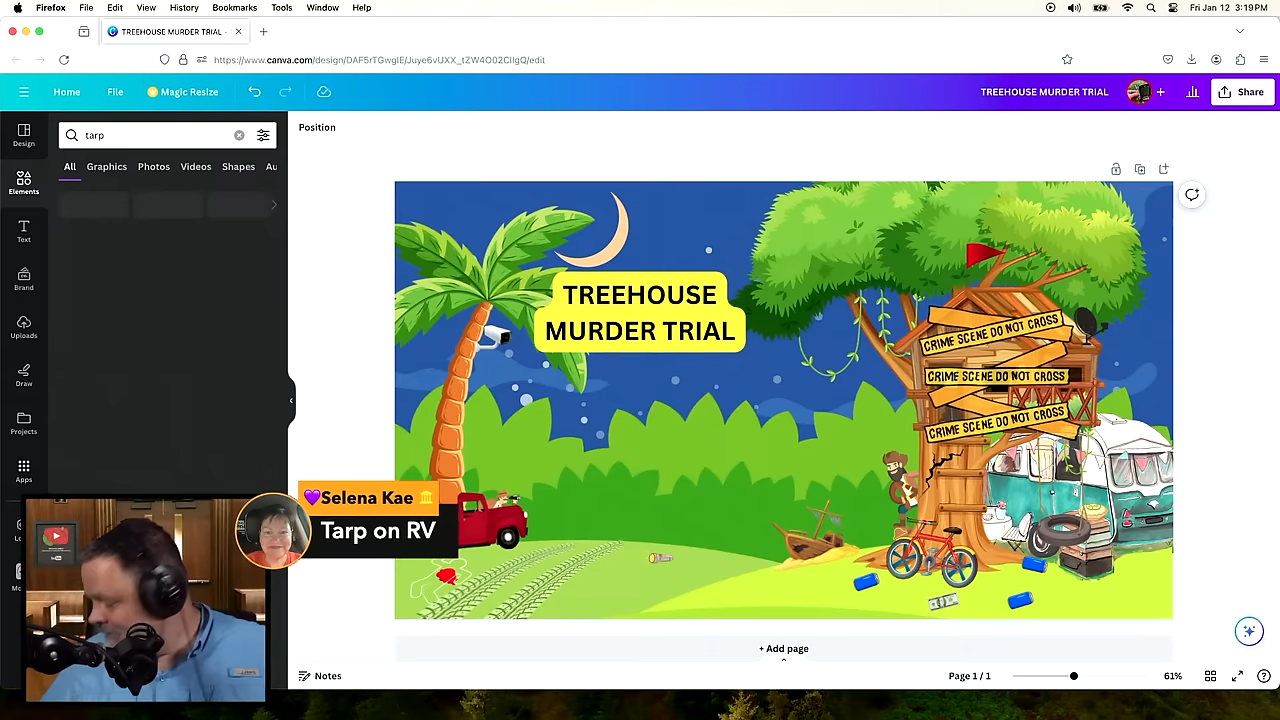 Firefox File Edit View History Bookmarks Tools Window Help
Fri Jan 12 3:19PM
TREEHOUSE MURDER TRIAL -
https://www.canva.com/design/DAF5rTGwgIE/Juye6vUXX_tZW4O02CIIgQ/edit
Home File Magic Resize
TREEHOUSE MURDER TRIAL
Share
Design
Elements
Text
Brand
Uploads
Draw
Projects
Apps
tarp
All Graphics Photos Videos Shapes Au
Position
TREEHOUSE
MURDER TRIAL
CRIME SCENE DO NOT CROSS
CRIME SCENE DO NOT CROSS
CRIME SCENE DO NOT CROSS
💜Selena Kae
Tarp on RV
+ Add page
Notes
Page 1 / 1
61%